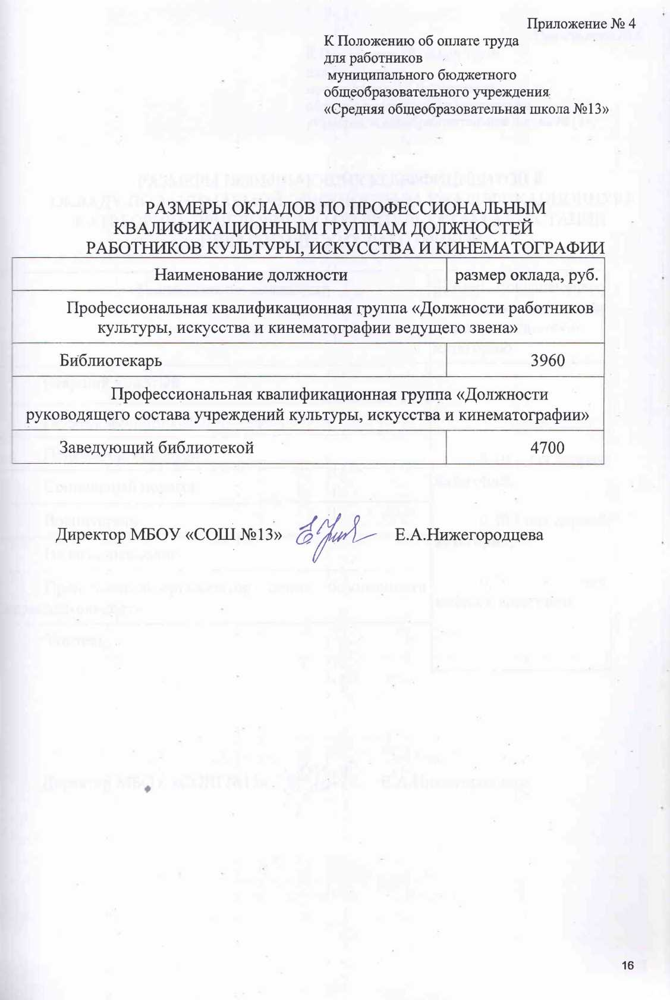 Приложение № 4
К Положению об оплате труда
для работников
муниципального бюджетного
общеобразовательного учреждения
«Средняя общеобразовательная школа №13»
РАЗМЕРЫ ОКЛАДОВ ПО ПРОФЕССИОНАЛЬНЫМ
КВАЛИФИКАЦИОННЫМ ГРУППАМ ДОЛЖНОСТЕЙ
РАБОТНИКОВ КУЛЬТУРЫ, ИСКУССТВА И КИНЕМАТОГРАФИИ
Наименование должности размер оклада, руб.
Профессиональная квалификационная группа «Должности работников
культуры, искусства и кинематографии ведущего звена»
Библиотекарь 3960
Профессиональная квалификационная группа «Должности
руководящего состава учреждений культуры, искусства и кинематографии»
Заведующий библиотекой 4700
Директор МБОУ «СОШ №13» Е.А.Нижегородцева
16